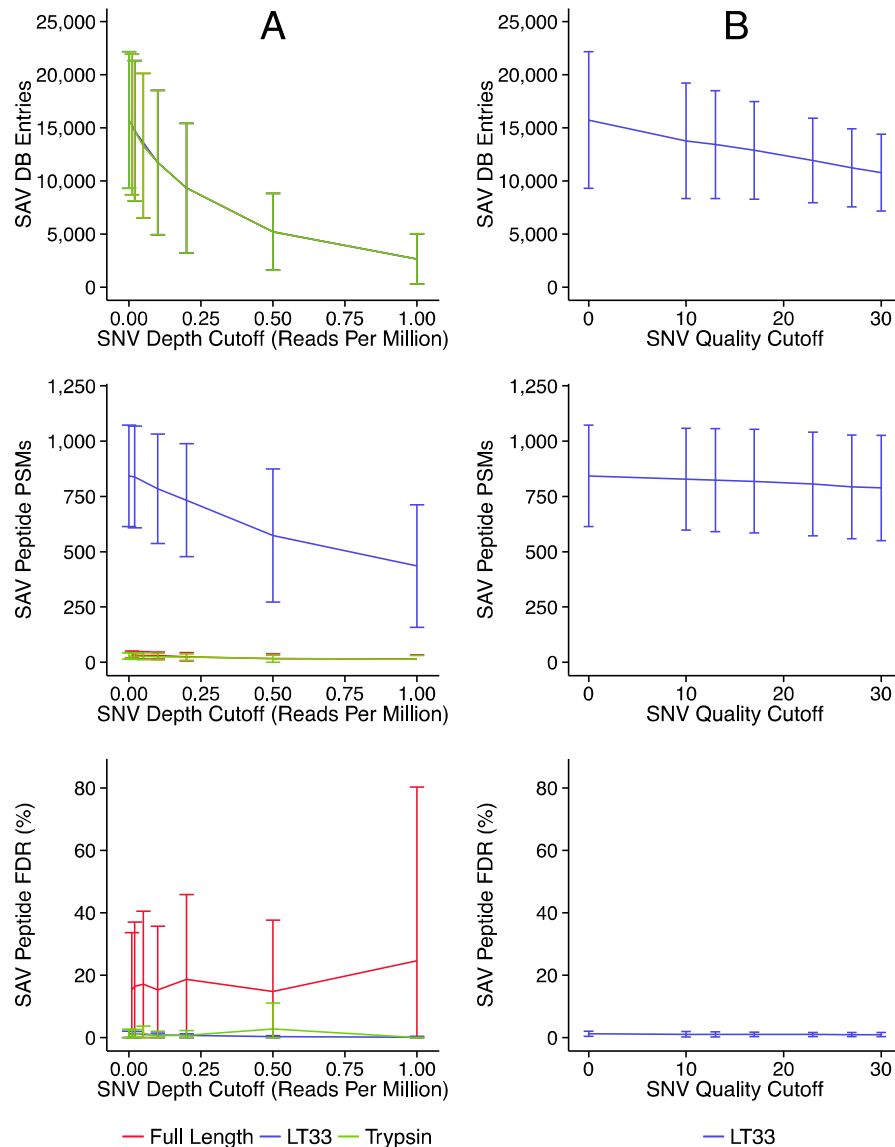 A
B
SAV DB Entries
25,000
20,000
15,000
10,000
5,000
0
0.00 0.25 0.50 0.75 1.00
SNV Depth Cutoff (Reads Per Million)
SAV DB Entries
25,000
20,000
15,000
10,000
5,000
0
0 10 20 30
SNV Quality Cutoff
SAV Peptide PSMs
1,250
1,000
750
500
250
0
0.00 0.25 0.50 0.75 1.00
SNV Depth Cutoff (Reads Per Million)
SAV Peptide PSMs
1,250
1,000
750
500
250
0
0 10 20 30
SNV Quality Cutoff
SAV Peptide FDR (%)
80
60
40
20
0
0.00 0.25 0.50 0.75 1.00
SNV Depth Cutoff (Reads Per Million)
SAV Peptide FDR (%)
80
60
40
20
0
0 10 20 30
SNV Quality Cutoff
Full Length LT33 Trypsin
LT33